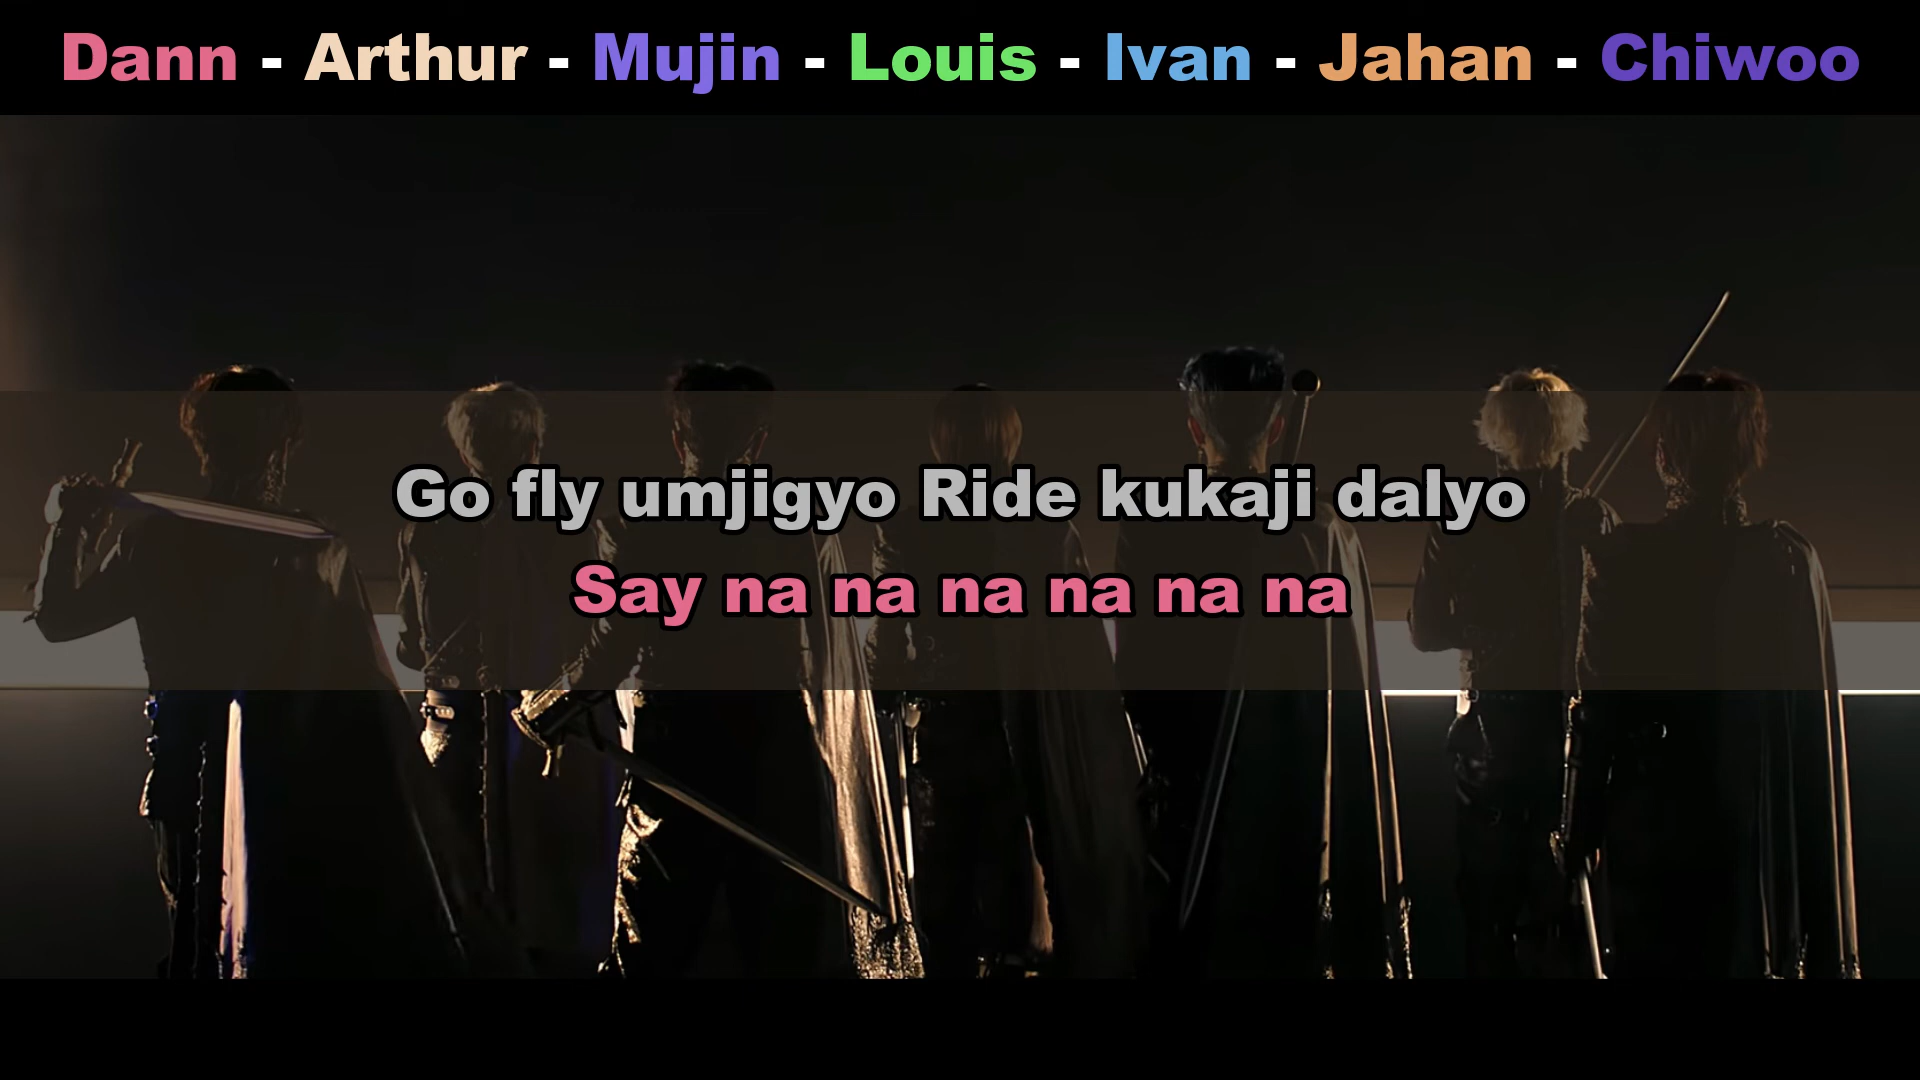 Dann - Arthur - Mujin - Louis - Ivan - Jahan - Chiwoo
Go fly umjigyo Ride kukaji dalyo
Say na na na na na na